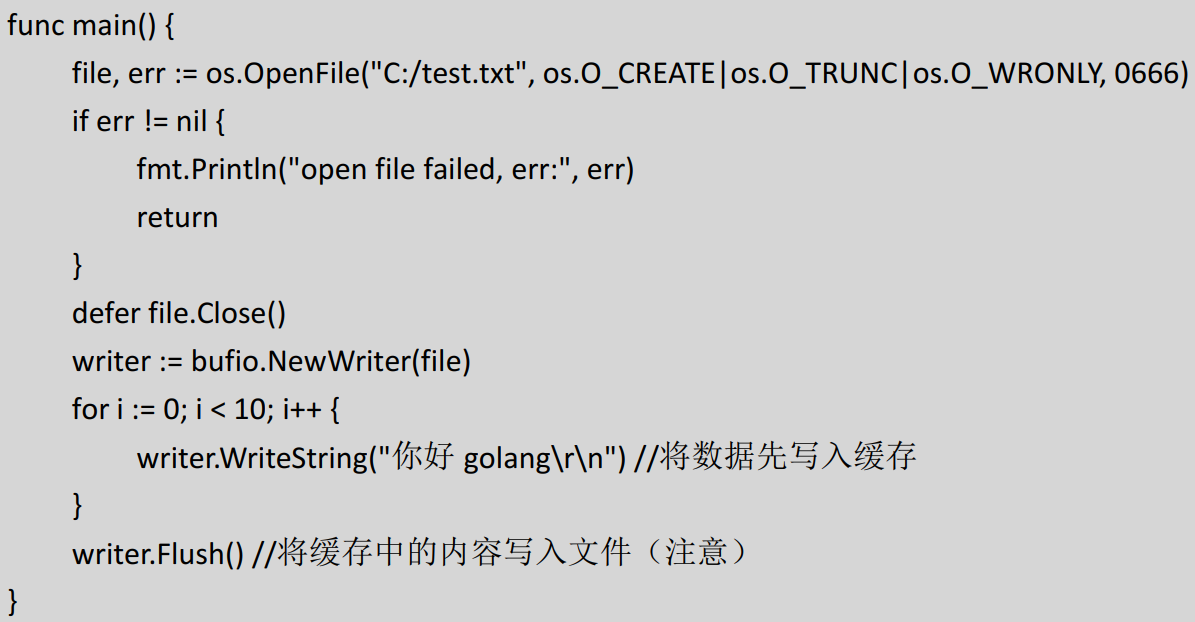 func main() {
file, err := os.OpenFile("C:/test.txt", os.O_CREATE|os.O_TRUNC|os.O_WRONLY, 0666)
if err != nil {
fmt.Println("open file failed, err:", err)
return
}
defer file.Close()
writer := bufio.NewWriter(file)
for i := 0; i < 10; i++ {
writer.WriteString("你好 golang\r\n") //将数据先写入缓存
}
writer.Flush() //将缓存中的内容写入文件（注意）
}